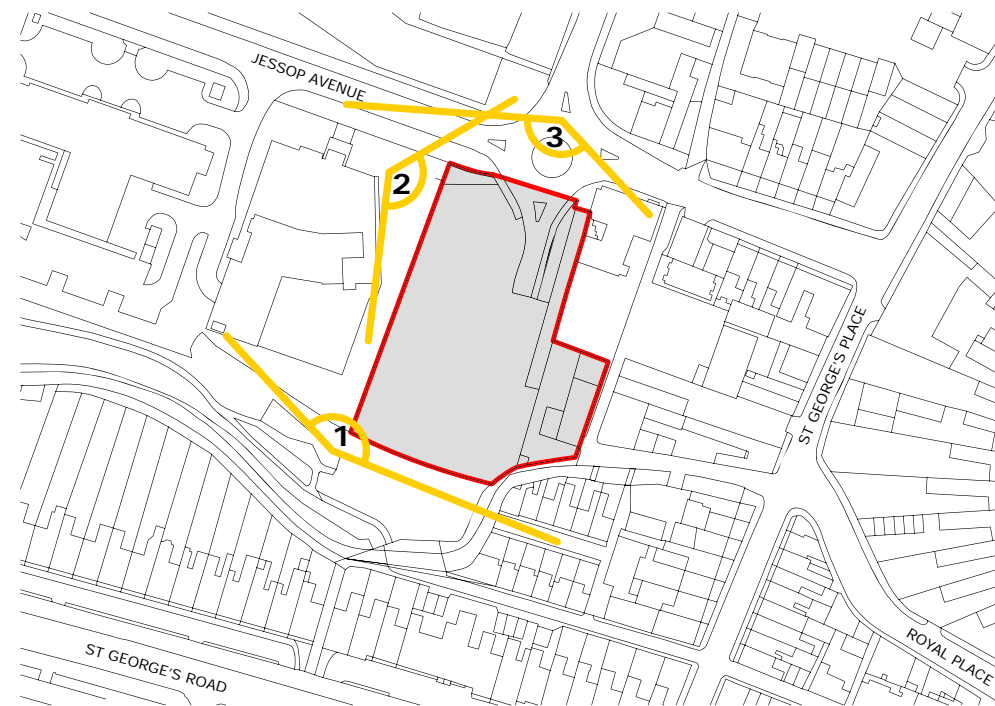 JESSOP AVENUE
3
2
ST GEORGE'S PLACE
1
ROYAL PLACE
ST GEORGE'S ROAD